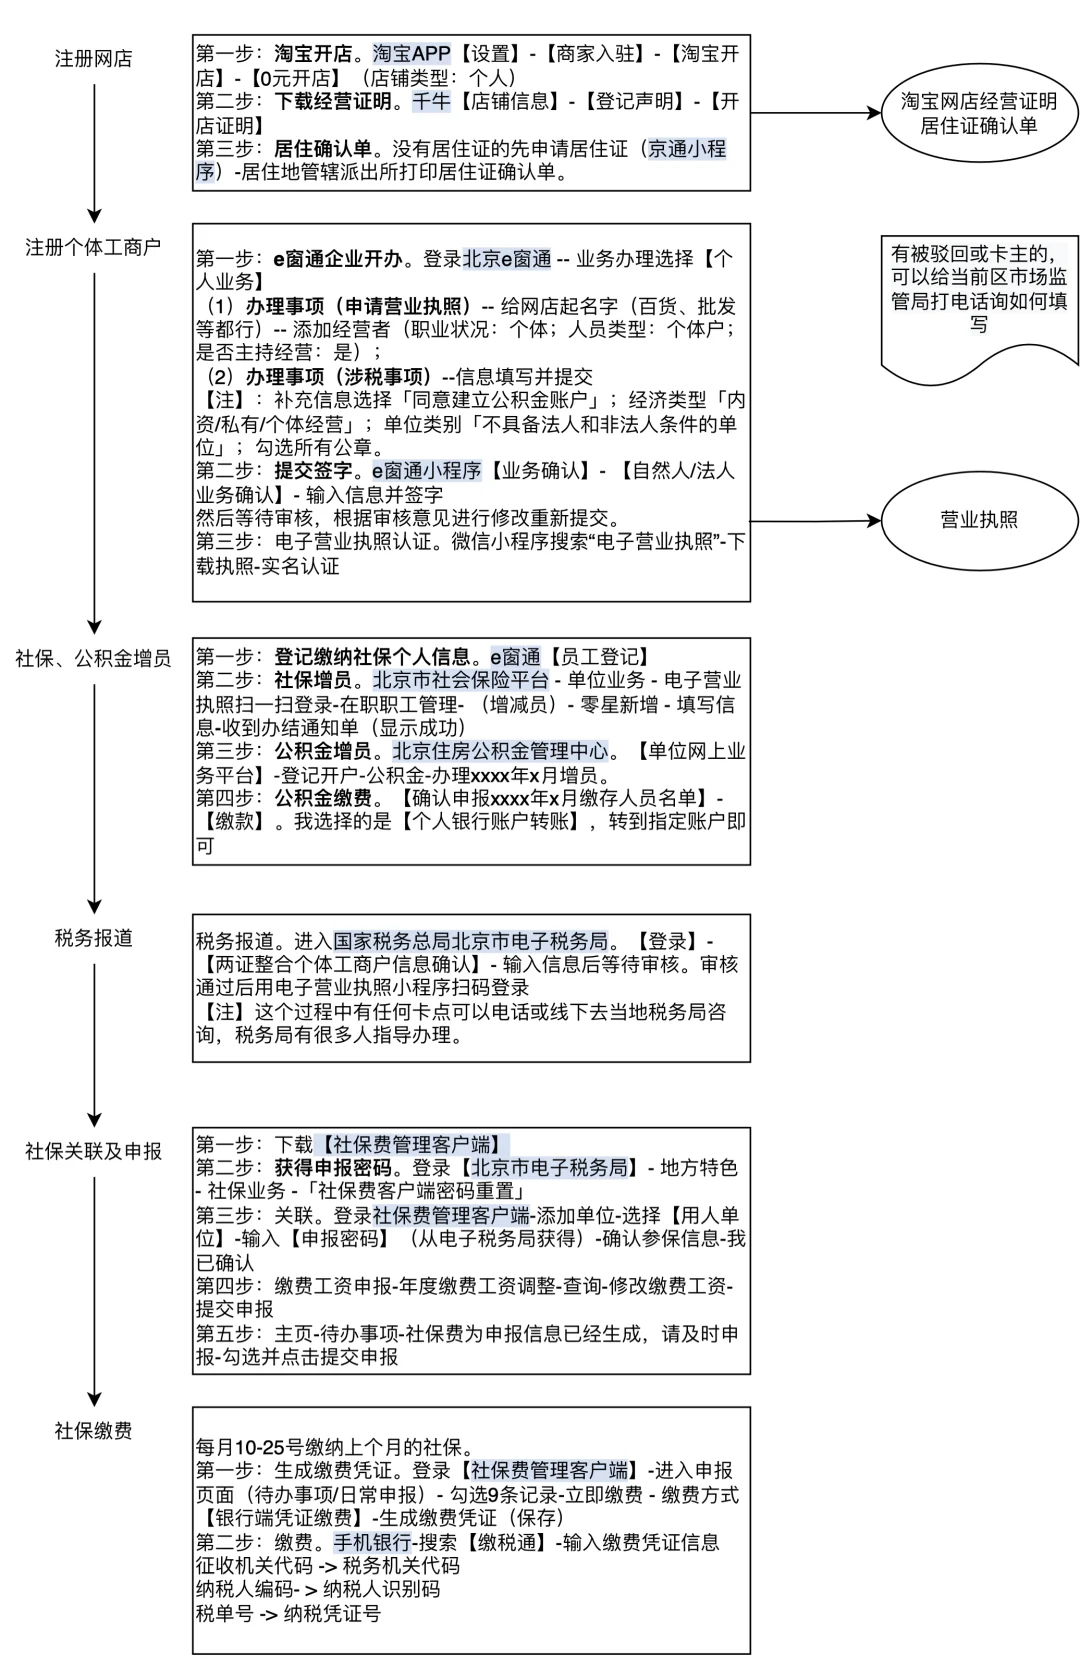 注册网店
第一步：淘宝开店。淘宝APP【设置】-【商家入驻】-【淘宝开
店】-【0元开店】（店铺类型：个人）
第二步：下载经营证明。千牛【店铺信息】-【登记声明】-【开
店证明】
第三步：居住确认单。没有居住证的先申请居住证（京通小程
序）-居住地管辖派出所打印居住证确认单。
淘宝网店经营证明
居住证确认单
注册个体工商户
第一步：e窗通企业开办。登录北京e窗通 -- 业务办理选择【个
人业务】
（1）办理事项（申请营业执照）-- 给网店起名字（百货、批发
等都行）-- 添加经营者（职业状况：个体；人员类型：个体户；
是否主持经营：是）；
（2）办理事项（涉税事项）--信息填写并提交
【注】：补充信息选择「同意建立公积金账户」；经济类型「内
资/私有/个体经营」；单位类别「不具备法人和非法人条件的单
位」；勾选所有公章。
第二步：提交签字。e窗通小程序【业务确认】- 【自然人/法人
业务确认】- 输入信息并签字
然后等待审核，根据审核意见进行修改重新提交。
第三步：电子营业执照认证。微信小程序搜索“电子营业执照”-下
载执照-实名认证
有被驳回或卡主的，
可以给当前区市场监
管局打电话询如何填
写
营业执照
社保、公积金增员
第一步：登记缴纳社保个人信息。e窗通【员工登记】
第二步：社保增员。北京市社会保险平台 - 单位业务 - 电子营业
执照扫一扫登录-在职职工管理- （增减员）- 零星新增 - 填写信
息-收到办结通知单（显示成功）
第三步：公积金增员。北京住房公积金管理中心。【单位网上业
务平台】-登记开户-公积金-办理xxxx年x月增员。
第四步：公积金缴费。【确认申报xxxx年x月缴存人员名单】-
【缴款】。我选择的是【个人银行账户转账】，转到指定账户即
可
税务报道
税务报道。进入国家税务总局北京市电子税务局。【登录】-
【两证整合个体工商户信息确认】- 输入信息后等待审核。审核
通过后用电子营业执照小程序扫码登录
【注】这个过程中有任何卡点可以电话或线下去当地税务局咨
询，税务局有很多人指导办理。
社保关联及申报
第一步：下载【社保费管理客户端】
第二步：获得申报密码。登录【北京市电子税务局】- 地方特色
- 社保业务 -「社保费客户端密码重置」
第三步：关联。登录社保费管理客户端-添加单位-选择【用人单
位】-输入【申报密码】（从电子税务局获得）-确认参保信息-我
已确认
第四步：缴费工资申报-年度缴费工资调整-查询-修改缴费工资-
提交申报
第五步：主页-待办事项-社保费为申报信息已经生成，请及时申
报-勾选并点击提交申报
社保缴费
每月10-25号缴纳上个月的社保。
第一步：生成缴费凭证。登录【社保费管理客户端】-进入申报
页面（待办事项/日常申报）- 勾选9条记录-立即缴费 - 缴费方式
【银行端凭证缴费】-生成缴费凭证（保存）
第二步：缴费。手机银行-搜索【缴税通】-输入缴费凭证信息
征收机关代码 -> 税务机关代码
纳税人编码- > 纳税人识别码
税单号 -> 纳税凭证号